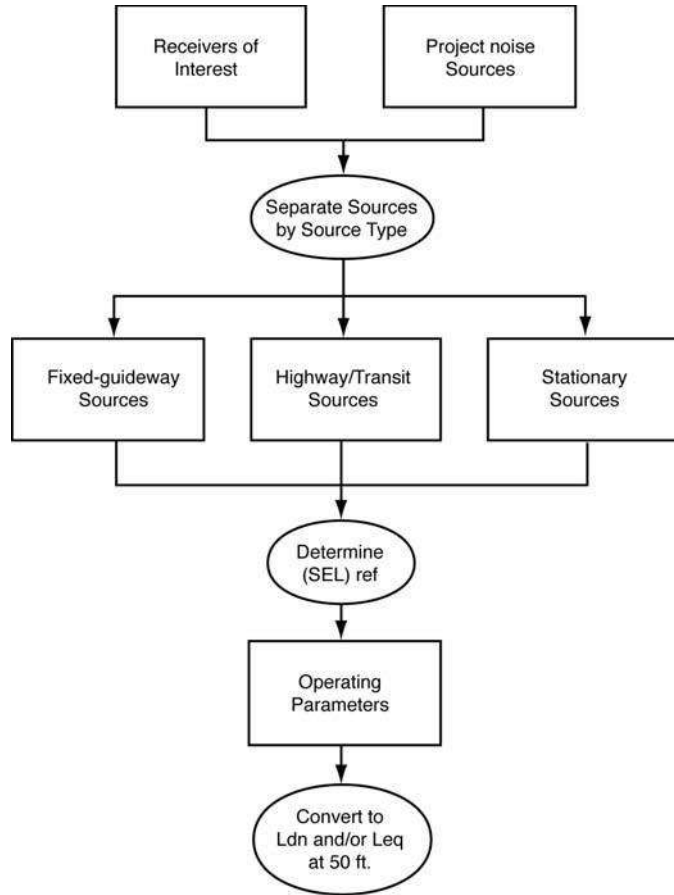 Receivers of
Interest
Project noise
Sources
Separate Sources
by Source Type
Fixed-guideway
Sources
Highway/Transit
Sources
Stationary
Sources
Determine
(SEL) ref
Operating
Parameters
Convert to
Ldn and/or Leq
at 50 ft.